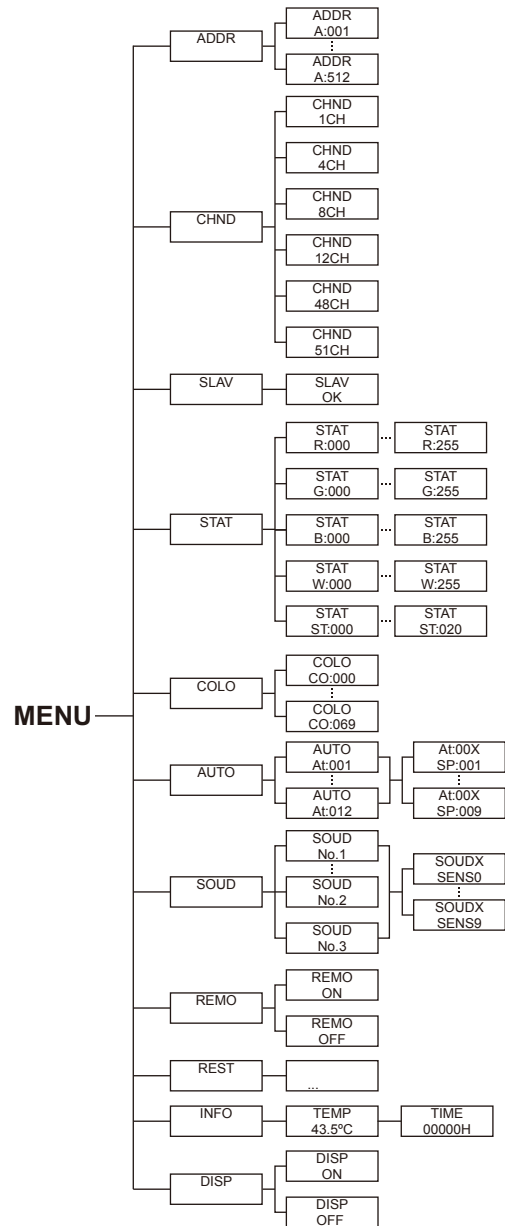 MENU
ADDR
ADDR
A:001
ADDR
A:512
CHND
CHND
1CH
CHND
4CH
CHND
8CH
CHND
12CH
CHND
48CH
CHND
51CH
SLAV
SLAV
OK
STAT
STAT
R:000
STAT
R:255
STAT
G:000
STAT
G:255
STAT
B:000
STAT
B:255
STAT
W:000
STAT
W:255
STAT
ST:000
STAT
ST:020
COLO
COLO
CO:000
COLO
CO:069
AUTO
AUTO
At:001
AUTO
At:012
At:00X
SP:001
At:00X
SP:009
SOUD
SOUD
No.1
SOUD
No.2
SOUD
No.3
SOUDX
SENS0
SOUDX
SENS9
REMO
REMO
ON
REMO
OFF
REST
...
INFO
TEMP
43.5ºC
TIME
00000H
DISP
DISP
ON
DISP
OFF